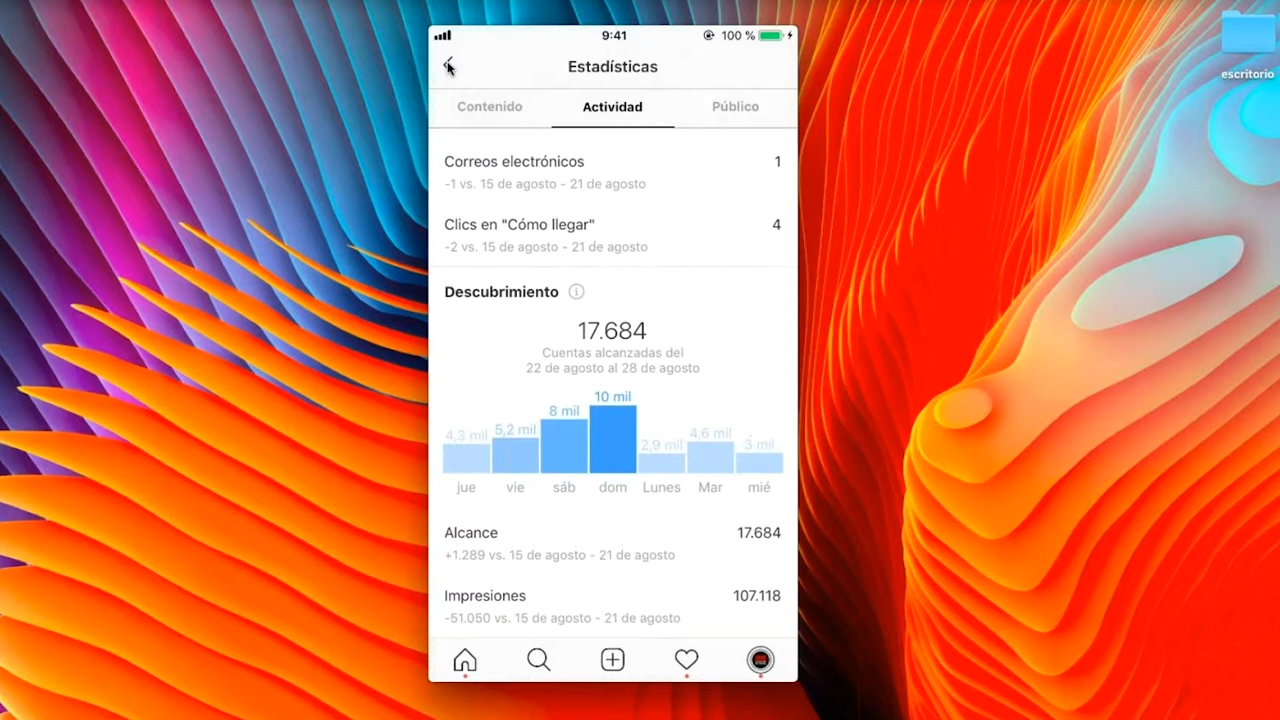 9:41
100 %
escritorio
Estadísticas
Contenido
Actividad
Público
Correos electrónicos
1
-1 vs. 15 de agosto - 21 de agosto
Clics en "Cómo llegar"
4
-2 vs. 15 de agosto - 21 de agosto
Descubrimiento
17.684
Cuentas alcanzadas del
22 de agosto al 28 de agosto
4,3 mil
5,2 mil
8 mil
10 mil
2,9 mil
4,6 mil
3 mil
jue
vie
sáb
dom
Lunes
Mar
mié
Alcance
17.684
+1.289 vs. 15 de agosto - 21 de agosto
Impresiones
107.118
-51.050 vs. 15 de agosto - 21 de agosto